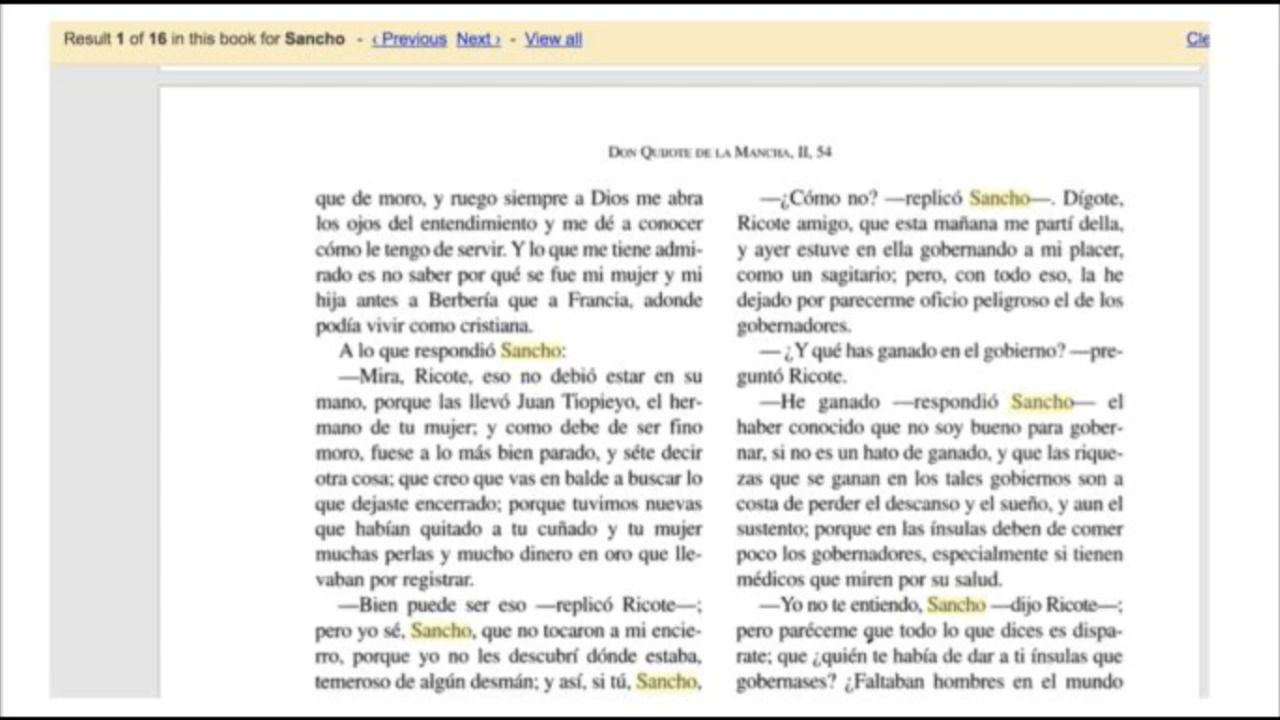 Result 1 of 16 in this book for Sancho - ‹ Previous Next › - View all
Cle
DON QUIJOTE DE LA MANCHA, II, 54
que de moro, y ruego siempre a Dios me abra
los ojos del entendimiento y me dé a conocer
cómo le tengo de servir. Y lo que me tiene admi-
rado es no saber por qué se fue mi mujer y mi
hija antes a Berbería que a Francia, adonde
podía vivir como cristiana.
A lo que respondió Sancho:
—Mira, Ricote, eso no debió estar en su
mano, porque las llevó Juan Tiopieyo, el her-
mano de tu mujer; y como debe de ser fino
moro, fuese a lo más bien parado, y séte decir
otra cosa; que creo que vas en balde a buscar lo
que dejaste encerrado; porque tuvimos nuevas
que habían quitado a tu cuñado y tu mujer
muchas perlas y mucho dinero en oro que lle-
vaban por registrar.
—Bien puede ser eso —replicó Ricote—;
pero yo sé, Sancho, que no tocaron a mi encie-
rro, porque yo no les descubrí dónde estaba,
temeroso de algún desmán; y así, si tú, Sancho,
—¿Cómo no? —replicó Sancho—. Dígote,
Ricote amigo, que esta mañana me partí della,
y ayer estuve en ella gobernando a mi placer,
como un sagitario; pero, con todo eso, la he
dejado por parecerme oficio peligroso el de los
gobernadores.
—¿Y qué has ganado en el gobierno? —pre-
guntó Ricote.
—He ganado —respondió Sancho— el
haber conocido que no soy bueno para gober-
nar, si no es un hato de ganado, y que las rique-
zas que se ganan en los tales gobiernos son a
costa de perder el descanso y el sueño, y aun el
sustento; porque en las ínsulas deben de comer
poco los gobernadores, especialmente si tienen
médicos que miren por su salud.
—Yo no te entiendo, Sancho —dijo Ricote—;
pero paréceme que todo lo que dices es dispa-
rate; que ¿quién te había de dar a ti ínsulas que
gobernases? ¿Faltaban hombres en el mundo